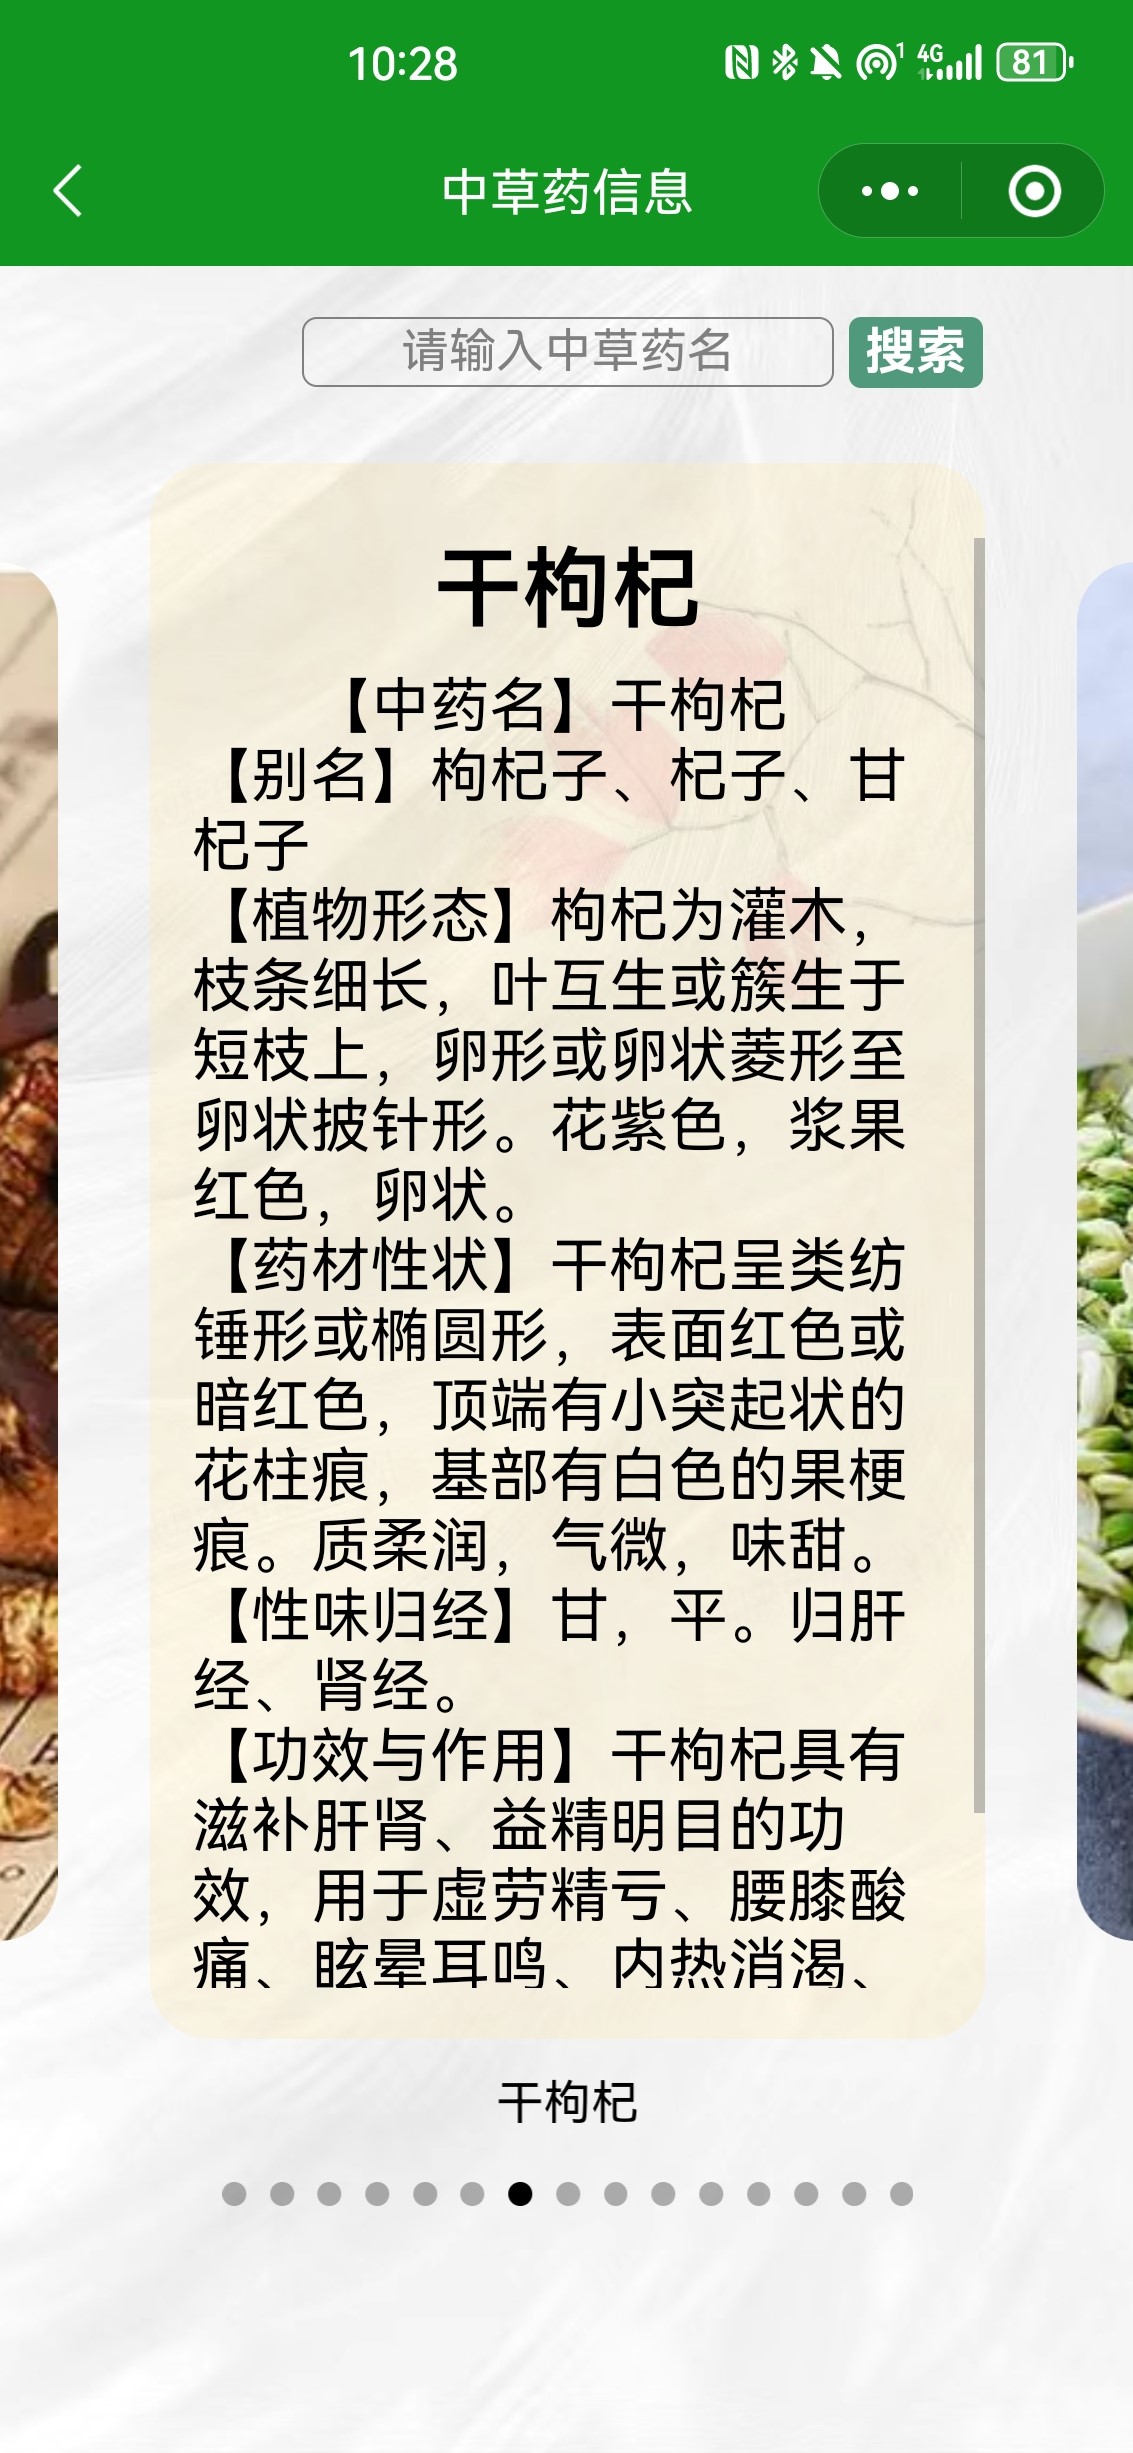 10:28
4G
81
中草药信息
请输入中草药名
搜索
干枸杞
【中药名】干枸杞
【别名】枸杞子、杞子、甘
杞子
【植物形态】枸杞为灌木，
枝条细长，叶互生或簇生于
短枝上，卵形或卵状菱形至
卵状披针形。花紫色，浆果
红色，卵状。
【药材性状】干枸杞呈类纺
锤形或椭圆形，表面红色或
暗红色，顶端有小突起状的
花柱痕，基部有白色的果梗
痕。质柔润，气微，味甜。
【性味归经】甘，平。归肝
经、肾经。
【功效与作用】干枸杞具有
滋补肝肾、益精明目的功
效，用于虚劳精亏、腰膝酸
痛、眩晕耳鸣、内热消渴、
干枸杞